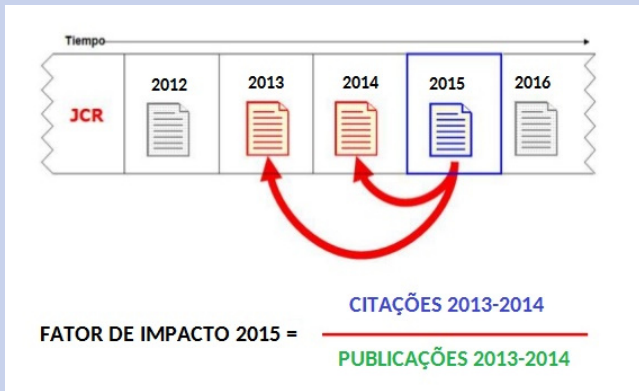 Tiempo
JCR
2012
2013
2014
2015
2016
FATOR DE IMPACTO 2015 =
CITAÇÕES 2013-2014
PUBLICAÇÕES 2013-2014